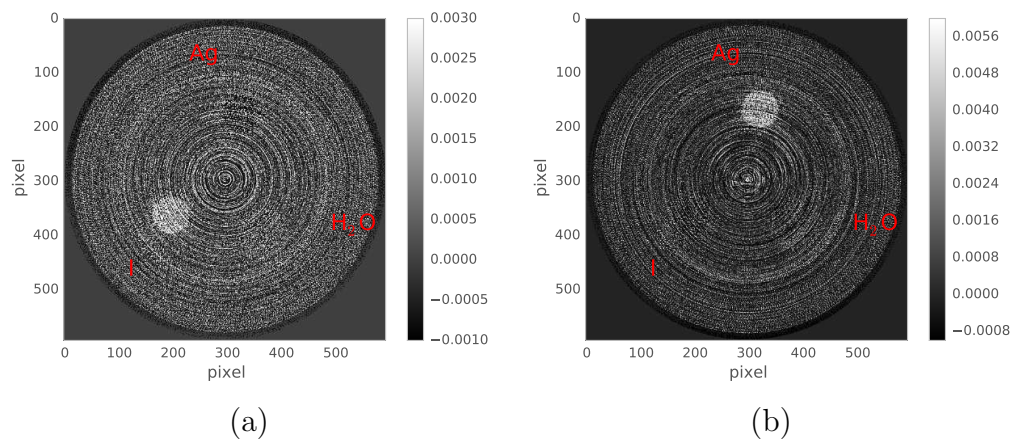 0
100
200
300
400
500
pixel
0 100 200 300 400 500
pixel
Ag
H₂O
I
0.0030
0.0025
0.0020
0.0015
0.0010
0.0005
0.0000
−0.0005
−0.0010
(a)
0
100
200
300
400
500
pixel
0 100 200 300 400 500
pixel
Ag
H₂O
I
0.0056
0.0048
0.0040
0.0032
0.0024
0.0016
0.0008
0.0000
−0.0008
(b)